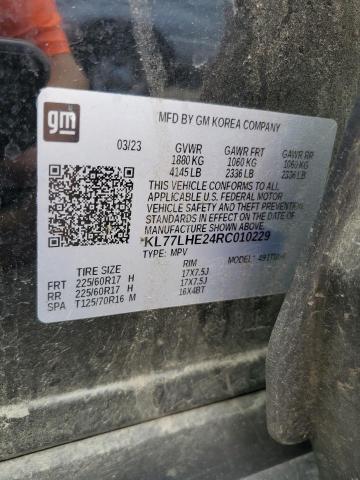 gm
MFD BY GM KOREA COMPANY
03/23 GVWR GAWR FRT GAWR RR
1880 KG 1060 KG 1060 KG
4145 LB 2336 LB 2336 LB
THIS VEHICLE CONFORMS TO ALL
APPLICABLE U.S. FEDERAL MOTOR
VEHICLE SAFETY, BUMPER, AND THEFT
PREVENTION STANDARDS IN EFFECT ON THE
DATE OF MANUFACTURE SHOWN ABOVE.
*KL77LHE24RC010229
TYPE: MPV MODEL:
TIRE SIZE RIM
FRT 225/60R17 H 17X7.5J
RR 225/60R17 H 17X7.5J
SPA T125/70R16 M 16X4BT